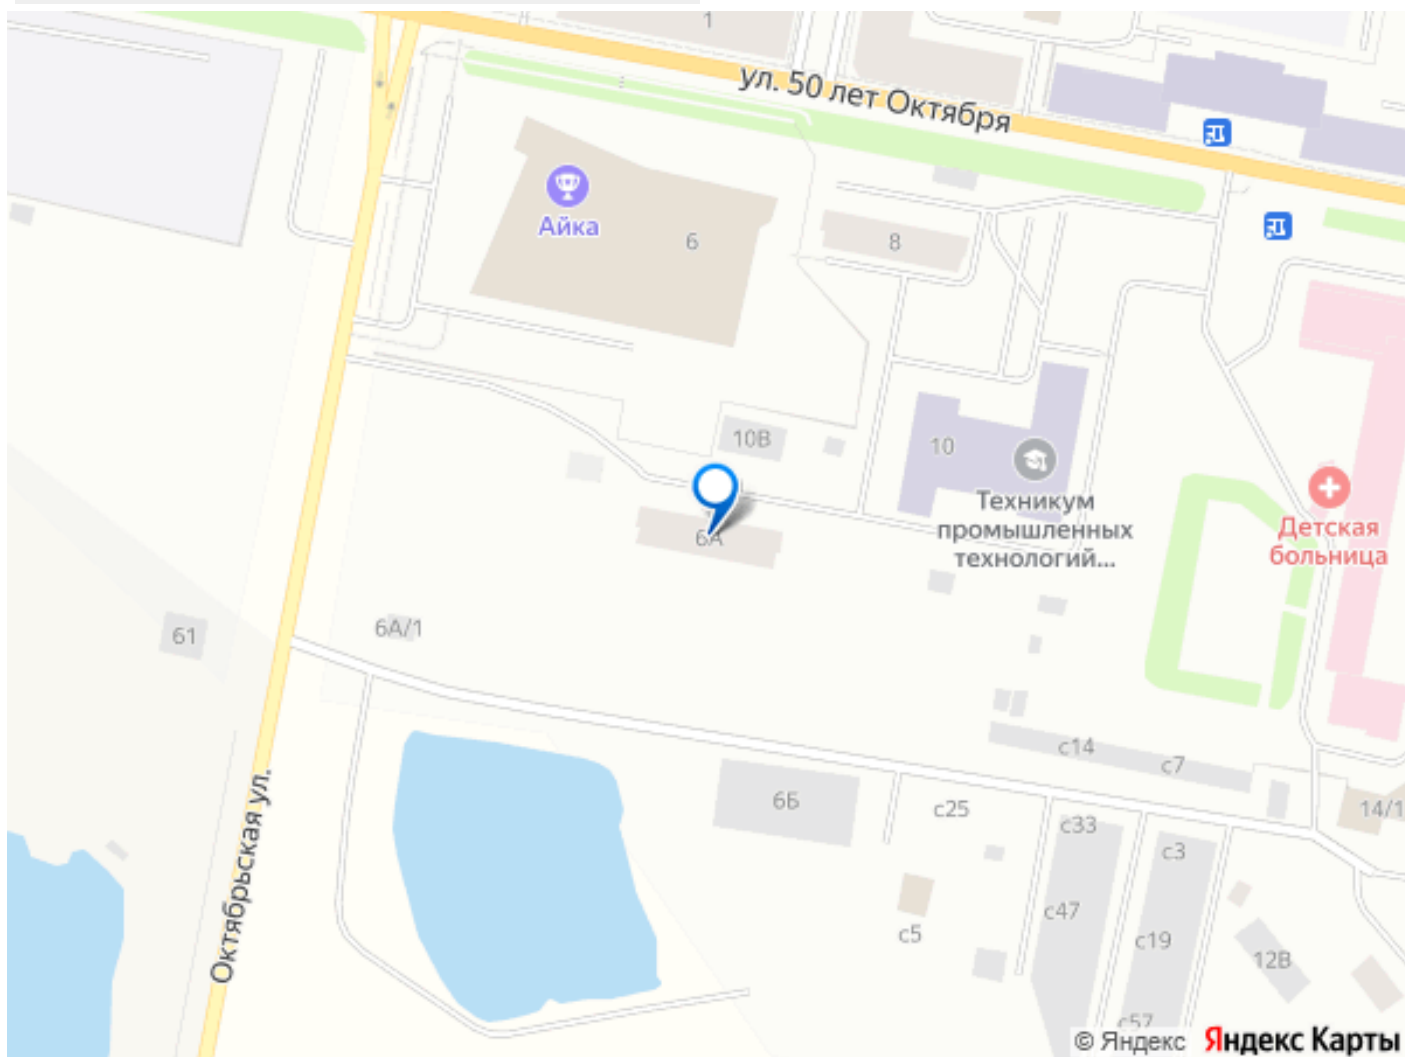 1
ул. 50 лет Октября
Айка
6
8
10В
10
Техникум
промышленных
технологий...
Детская
больница
6А
6А/1
61
с14
с7
6Б
с25
с33
с3
14/1
Октябрьская ул.
с47
с5
с19
12В
с57
© Яндекс Яндекс Карты